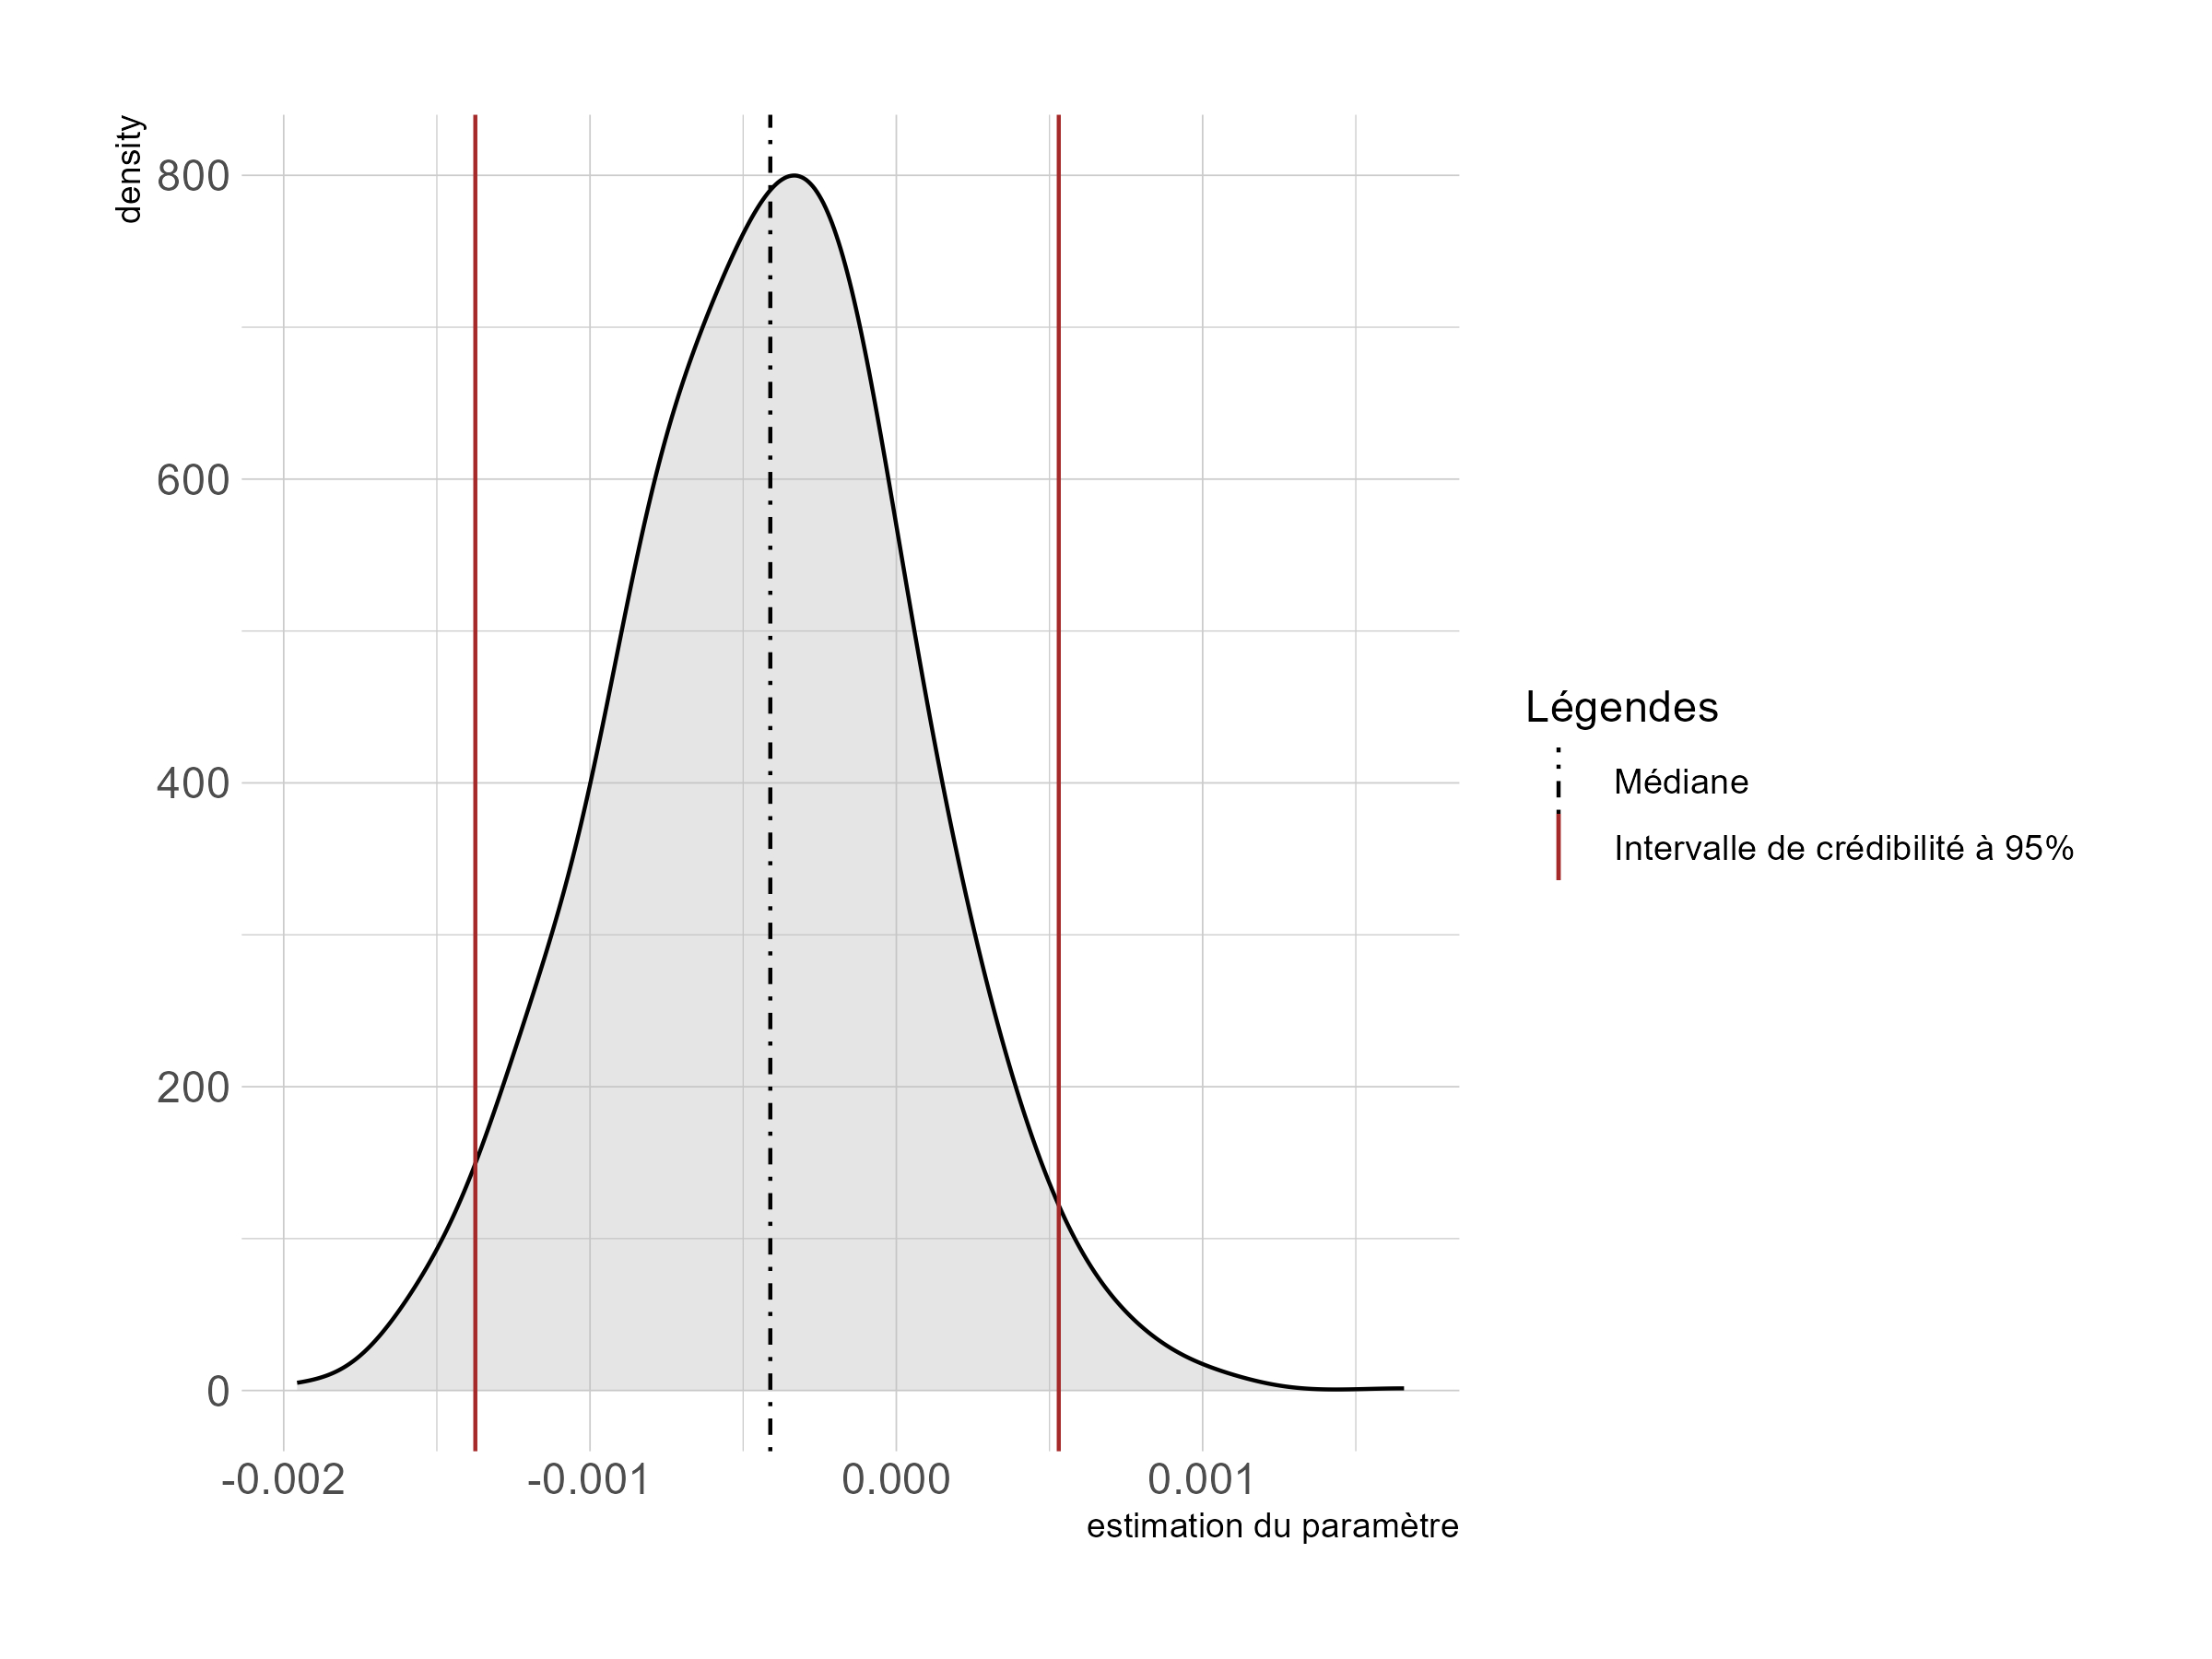 density
800
600
400
200
0
-0.002 -0.001 0.000 0.001
estimation du paramètre
Légendes
Médiane
Intervalle de crédibilité à 95%